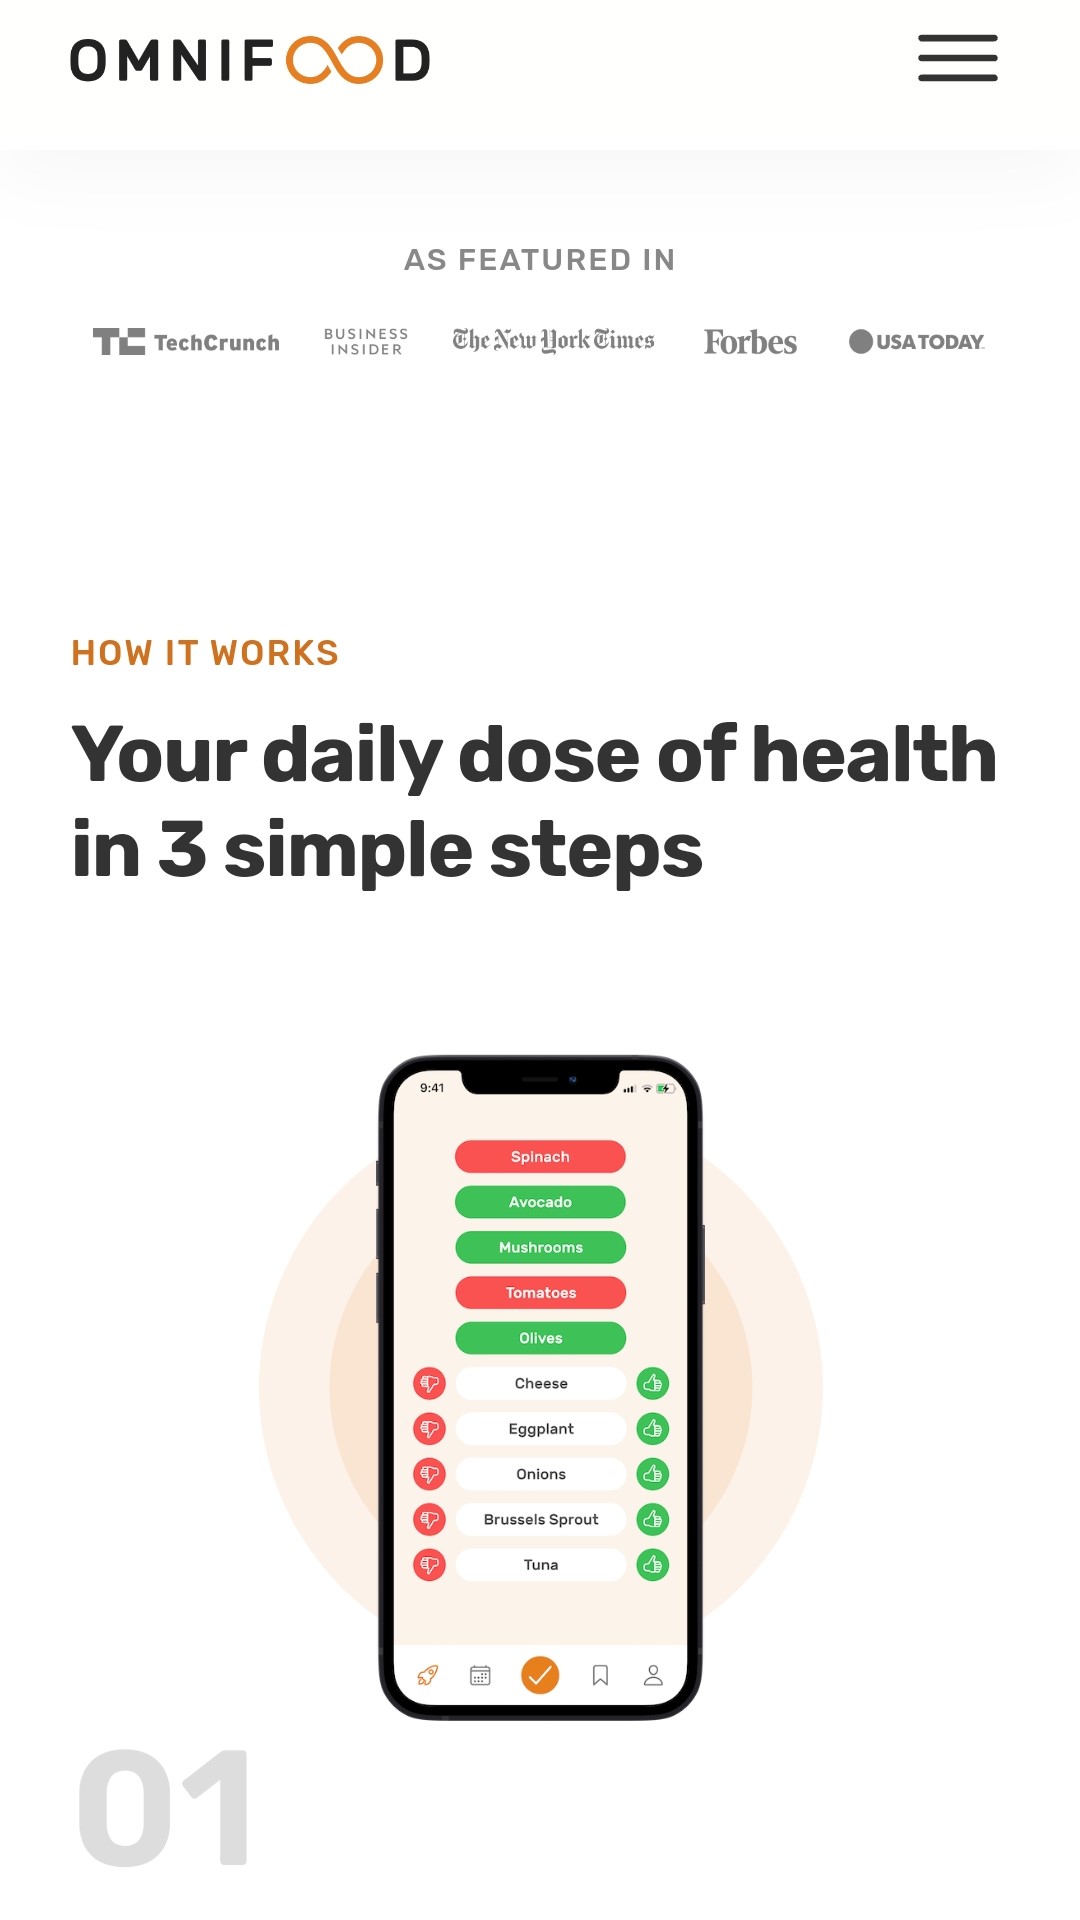 OMNIFOOD
AS FEATURED IN
TechCrunch
BUSINESS
INSIDER
The New York Times
Forbes
USA TODAY
HOW IT WORKS
Your daily dose of health
in 3 simple steps
9:41
Spinach
Avocado
Mushrooms
Tomatoes
Olives
Cheese
Eggplant
Onions
Brussels Sprout
Tuna
01